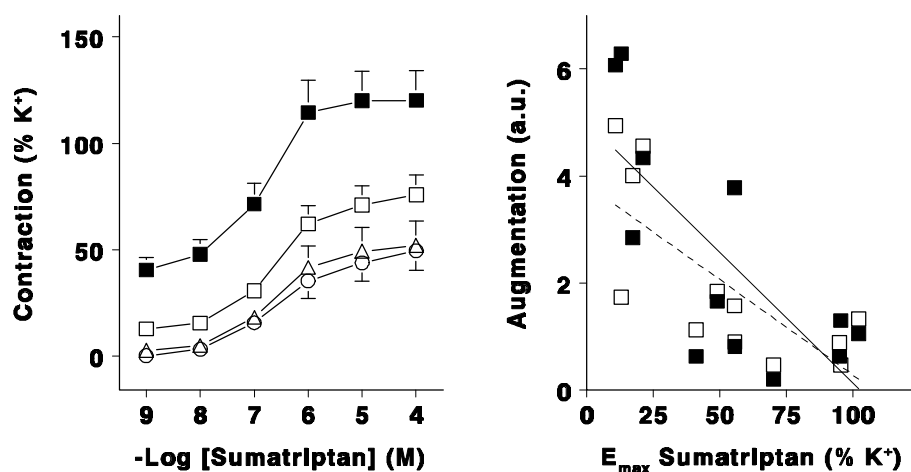 150
100
50
0
9 8 7 6 5 4
Contraction (% K⁺)
-Log [Sumatriptan] (M)
6
4
2
0
0 25 50 75 100
Augmentation (a.u.)
Eₘₐₓ Sumatriptan (% K⁺)